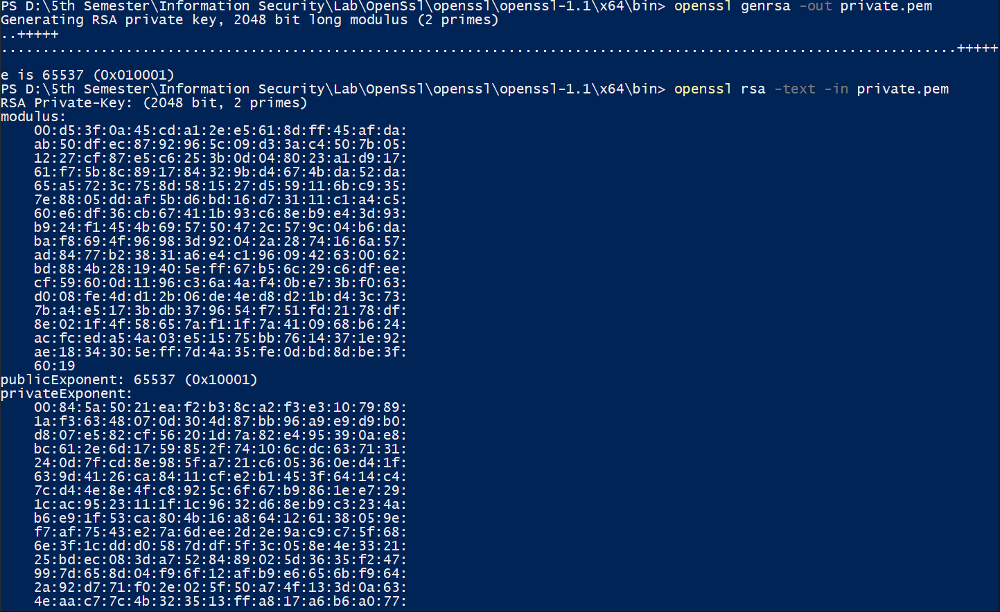 PS D:\5th Semester\Information Security\Lab\OpenSsl\openssl\openssl-1.1\x64\bin> openssl genrsa -out private.pem
Generating RSA private key, 2048 bit long modulus (2 primes)
..+++++
...................................................................................................................+++++
e is 65537 (0x010001)
PS D:\5th Semester\Information Security\Lab\OpenSsl\openssl\openssl-1.1\x64\bin> openssl rsa -text -in private.pem
RSA Private-Key: (2048 bit, 2 primes)
modulus:
00:d5:3f:0a:45:cd:a1:2e:e5:61:8d:ff:45:af:da:
ab:50:df:ec:87:92:96:5c:09:d3:3a:c4:50:7b:05:
12:27:cf:87:e5:c6:25:3b:0d:04:80:23:a1:d9:17:
61:f7:5b:8c:89:17:84:32:9b:d4:67:4b:da:52:da:
65:a5:72:3c:75:8d:58:15:27:d5:59:11:6b:c9:35:
7e:88:05:dd:af:5b:d6:bd:16:d7:31:11:c1:a4:c5:
60:e6:df:36:cb:67:41:1b:93:c6:8e:b9:e4:3d:93:
b9:24:f1:45:4b:69:57:50:47:2c:57:9c:04:b6:da:
ba:f8:69:4f:96:98:3d:92:04:2a:28:74:16:6a:57:
ad:84:77:b2:38:31:a6:e4:c1:96:09:42:63:00:62:
bd:88:4b:28:19:40:5e:ff:67:b5:6c:29:c6:df:ee:
cf:59:60:0d:11:96:c3:6a:4a:f4:0b:e7:3b:f0:63:
d0:08:fe:4d:d1:2b:06:de:4e:d8:d2:1b:d4:3c:73:
7b:a4:e5:17:3b:db:37:96:54:f7:51:fd:21:78:df:
8e:02:1f:4f:58:65:7a:f1:1f:7a:41:09:68:b6:24:
ac:fc:ed:a5:4a:03:e5:15:75:bb:76:14:37:1e:92:
ae:18:34:30:5e:ff:7d:4a:35:fe:0d:bd:8d:be:3f:
60:19
publicExponent: 65537 (0x10001)
privateExponent:
00:84:5a:50:21:ea:f2:b3:8c:a2:f3:e3:10:79:89:
1a:f3:63:48:07:0d:30:4d:87:bb:96:a9:e9:d9:b0:
d8:07:e5:82:cf:56:20:1d:7a:82:e4:95:39:0a:e8:
bc:61:2e:6d:17:59:85:2f:74:10:6c:dc:63:71:31:
24:0d:7f:cd:8e:98:5f:a7:21:c6:05:36:0e:d4:1f:
63:9d:41:26:ca:84:11:cf:e2:b1:45:3f:64:14:c4:
7c:d4:4e:8e:4f:c8:92:5c:6f:67:b9:86:1e:e7:29:
1c:ac:95:23:11:1f:1c:96:32:d6:8e:b9:c3:23:4a:
b6:e9:1f:53:ca:80:4b:16:a8:64:12:61:38:05:9e:
f7:af:75:43:e2:7a:6d:ee:2d:2e:9a:c9:c7:5f:68:
6e:3f:1c:dd:d0:58:7d:df:5f:3c:05:8e:4e:33:21:
25:bd:ec:08:3d:a7:52:84:89:02:5d:36:35:f2:47:
99:7d:65:8d:04:f9:6f:12:af:b9:e6:65:6b:f9:64:
2a:92:d7:71:f0:2e:02:5f:50:a7:4f:13:3d:0a:63:
4e:aa:c7:7c:4b:32:35:13:ff:a8:17:a6:b6:a0:77: